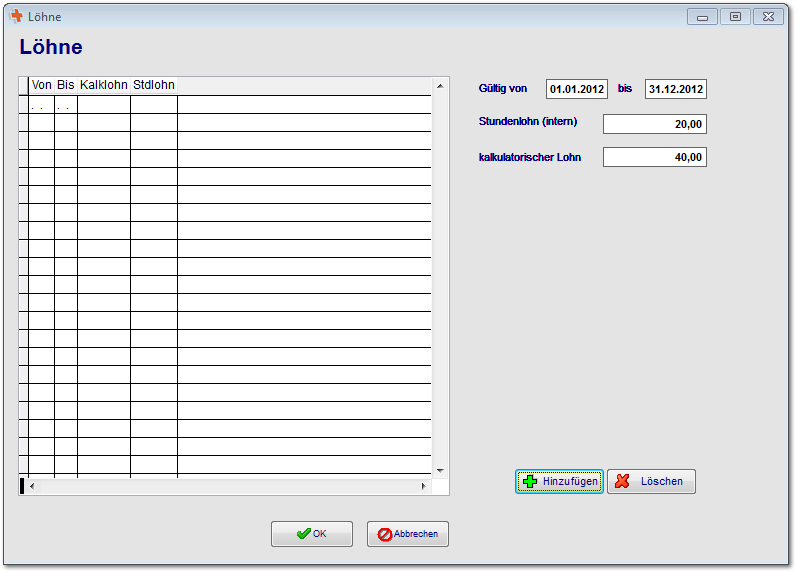 Löhne
Löhne
Von Bis Kalklohn Stdlohn
. . . .
Gültig von 01.01.2012 bis 31.12.2012
Stundenlohn (intern) 20,00
kalkulatorischer Lohn 40,00
Hinzufügen Löschen
OK Abbrechen